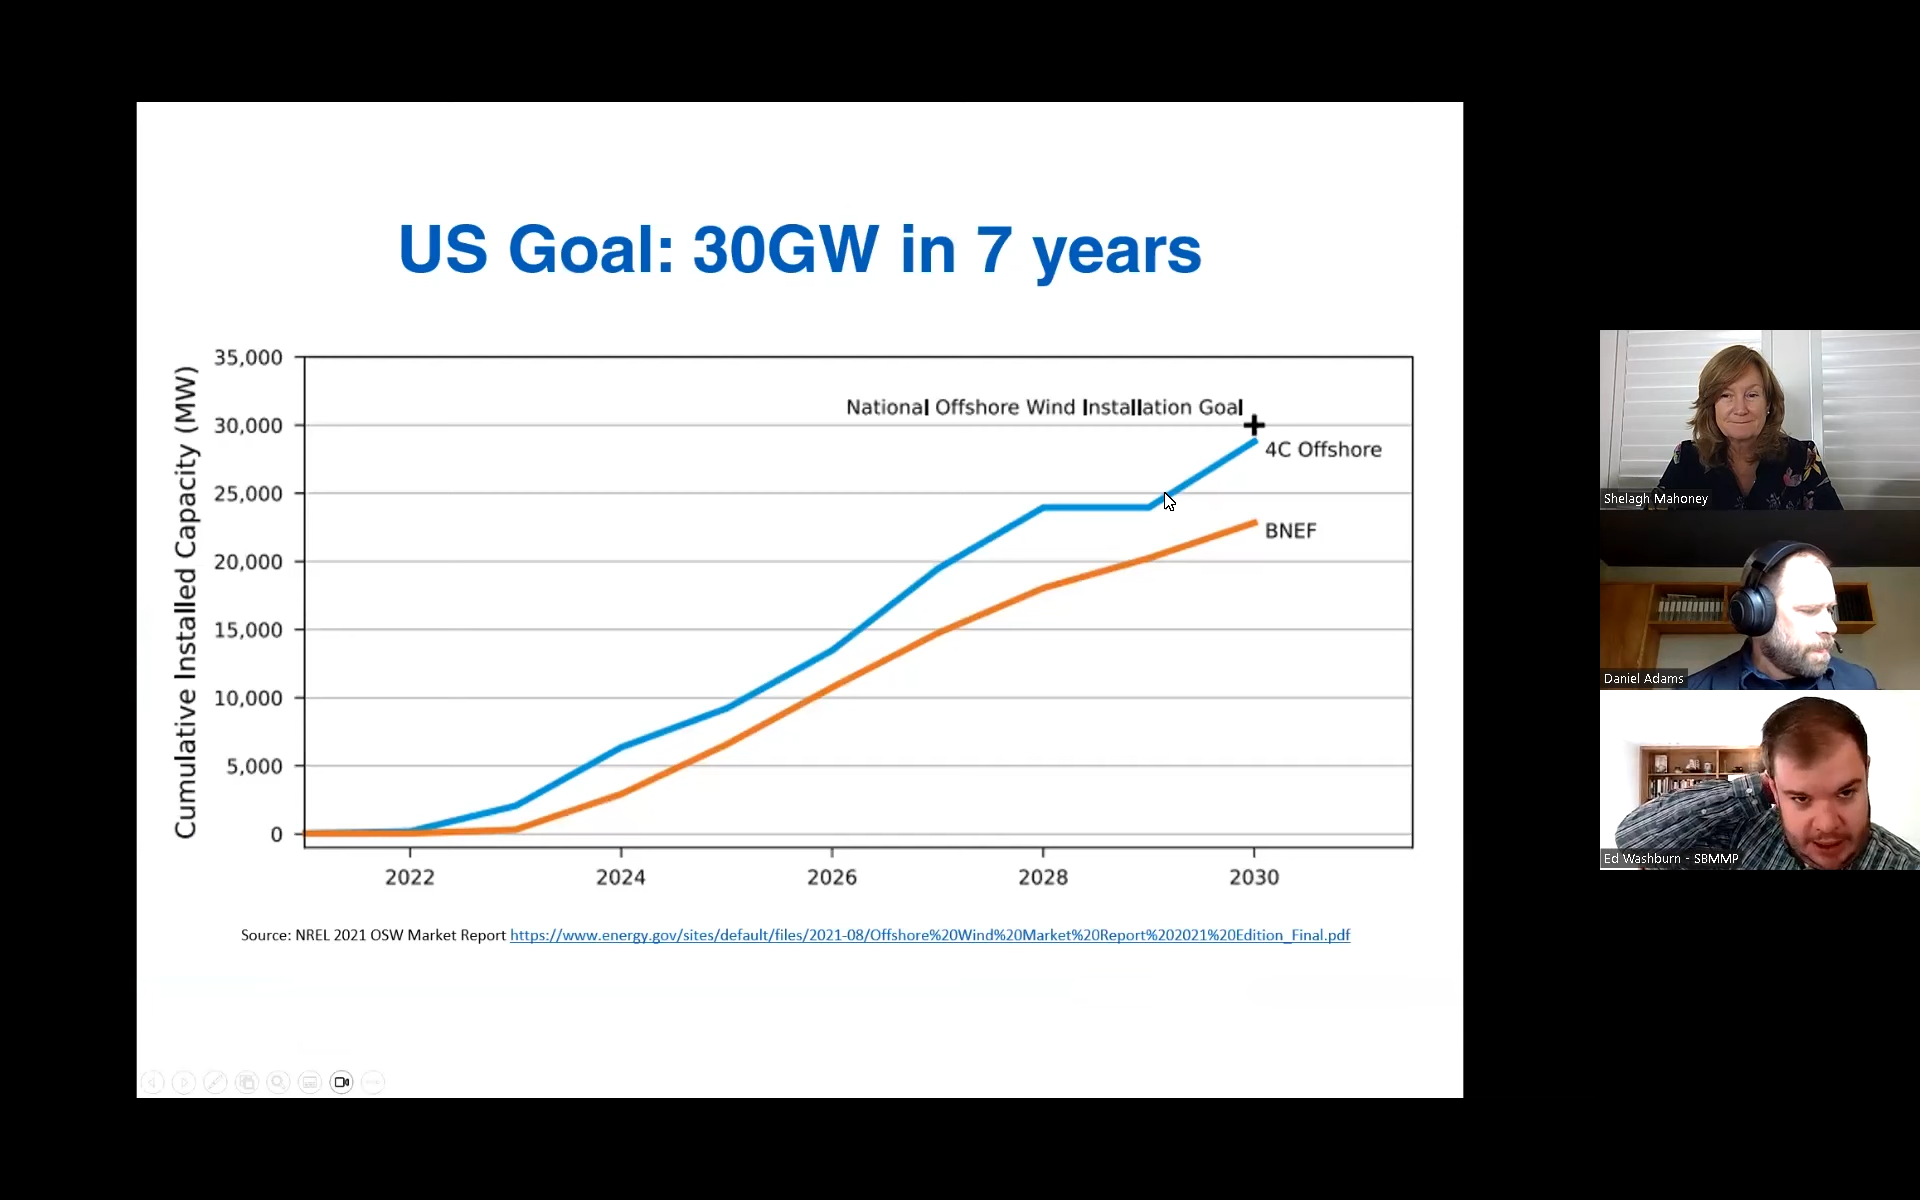 US Goal: 30GW in 7 years
Cumulative Installed Capacity (MW)
35,000
30,000
25,000
20,000
15,000
10,000
5,000
0
National Offshore Wind Installation Goal
4C Offshore
BNEF
2022 2024 2026 2028 2030
Source: NREL 2021 OSW Market Report https://www.energy.gov/sites/default/files/2021-08/Offshore%20Wind%20Market%20Report%202021%20Edition_Final.pdf
Shelagh Mahoney
Daniel Adams
Ed Washburn - SBMMP